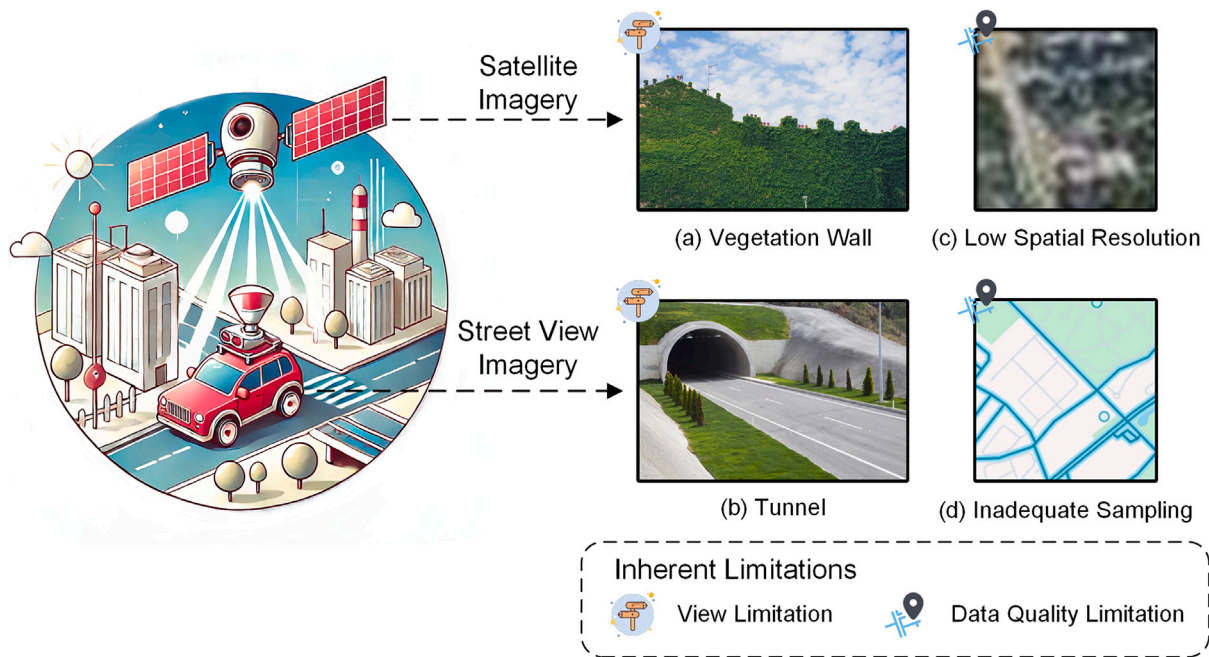 Satellite
Imagery
(a) Vegetation Wall
(c) Low Spatial Resolution
Street View
Imagery
(b) Tunnel
(d) Inadequate Sampling
Inherent Limitations
View Limitation
Data Quality Limitation